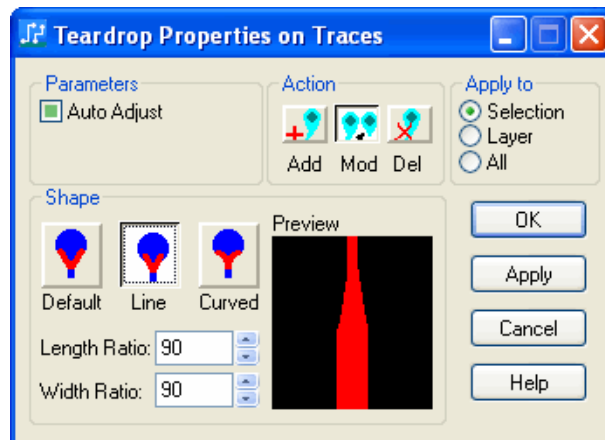 Teardrop Properties on Traces
Parameters
Auto Adjust
Action
Add Mod Del
Apply to
Selection
Layer
All
Shape
Default Line Curved
Length Ratio: 90
Width Ratio: 90
Preview
OK
Apply
Cancel
Help